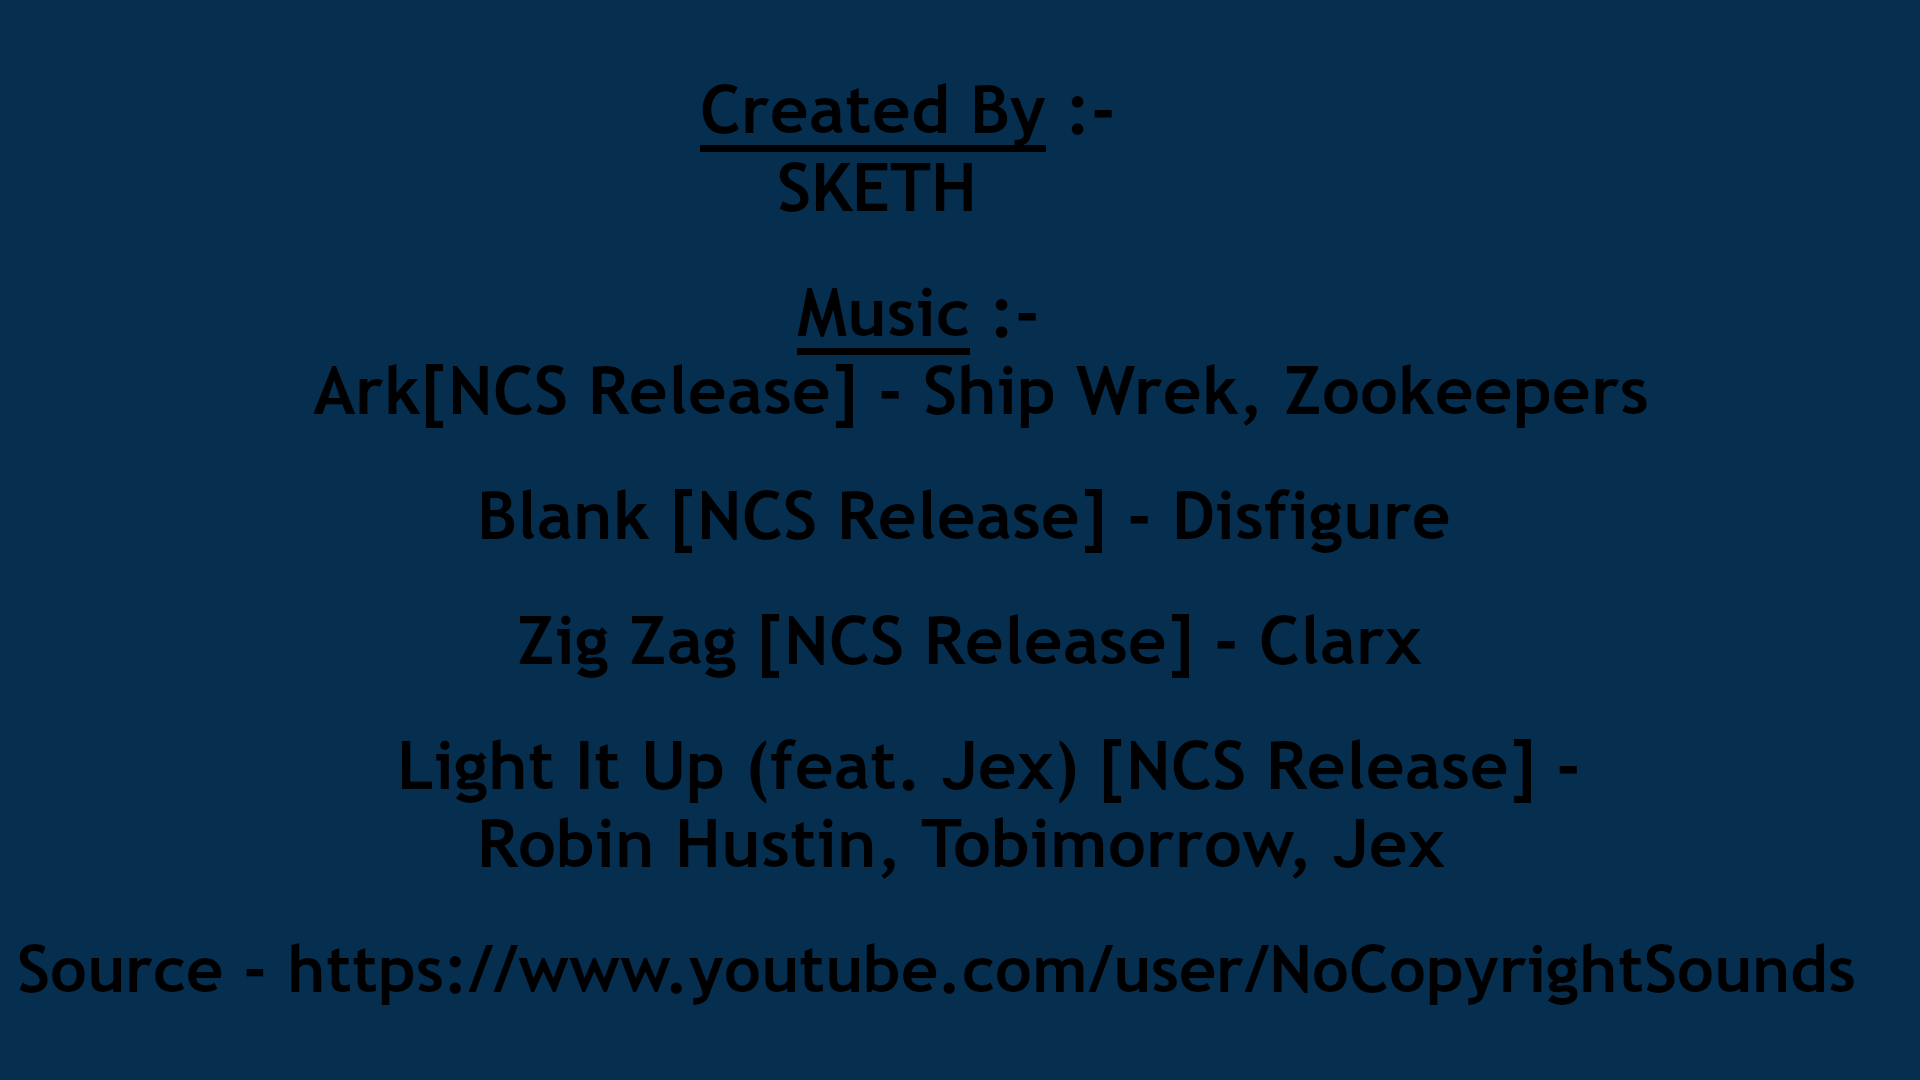 Created By :-
SKETH
Music :-
Ark[NCS Release] - Ship Wrek, Zookeepers
Blank [NCS Release] - Disfigure
Zig Zag [NCS Release] - Clarx
Light It Up (feat. Jex) [NCS Release] -
Robin Hustin, Tobimorrow, Jex
Source - https://www.youtube.com/user/NoCopyrightSounds